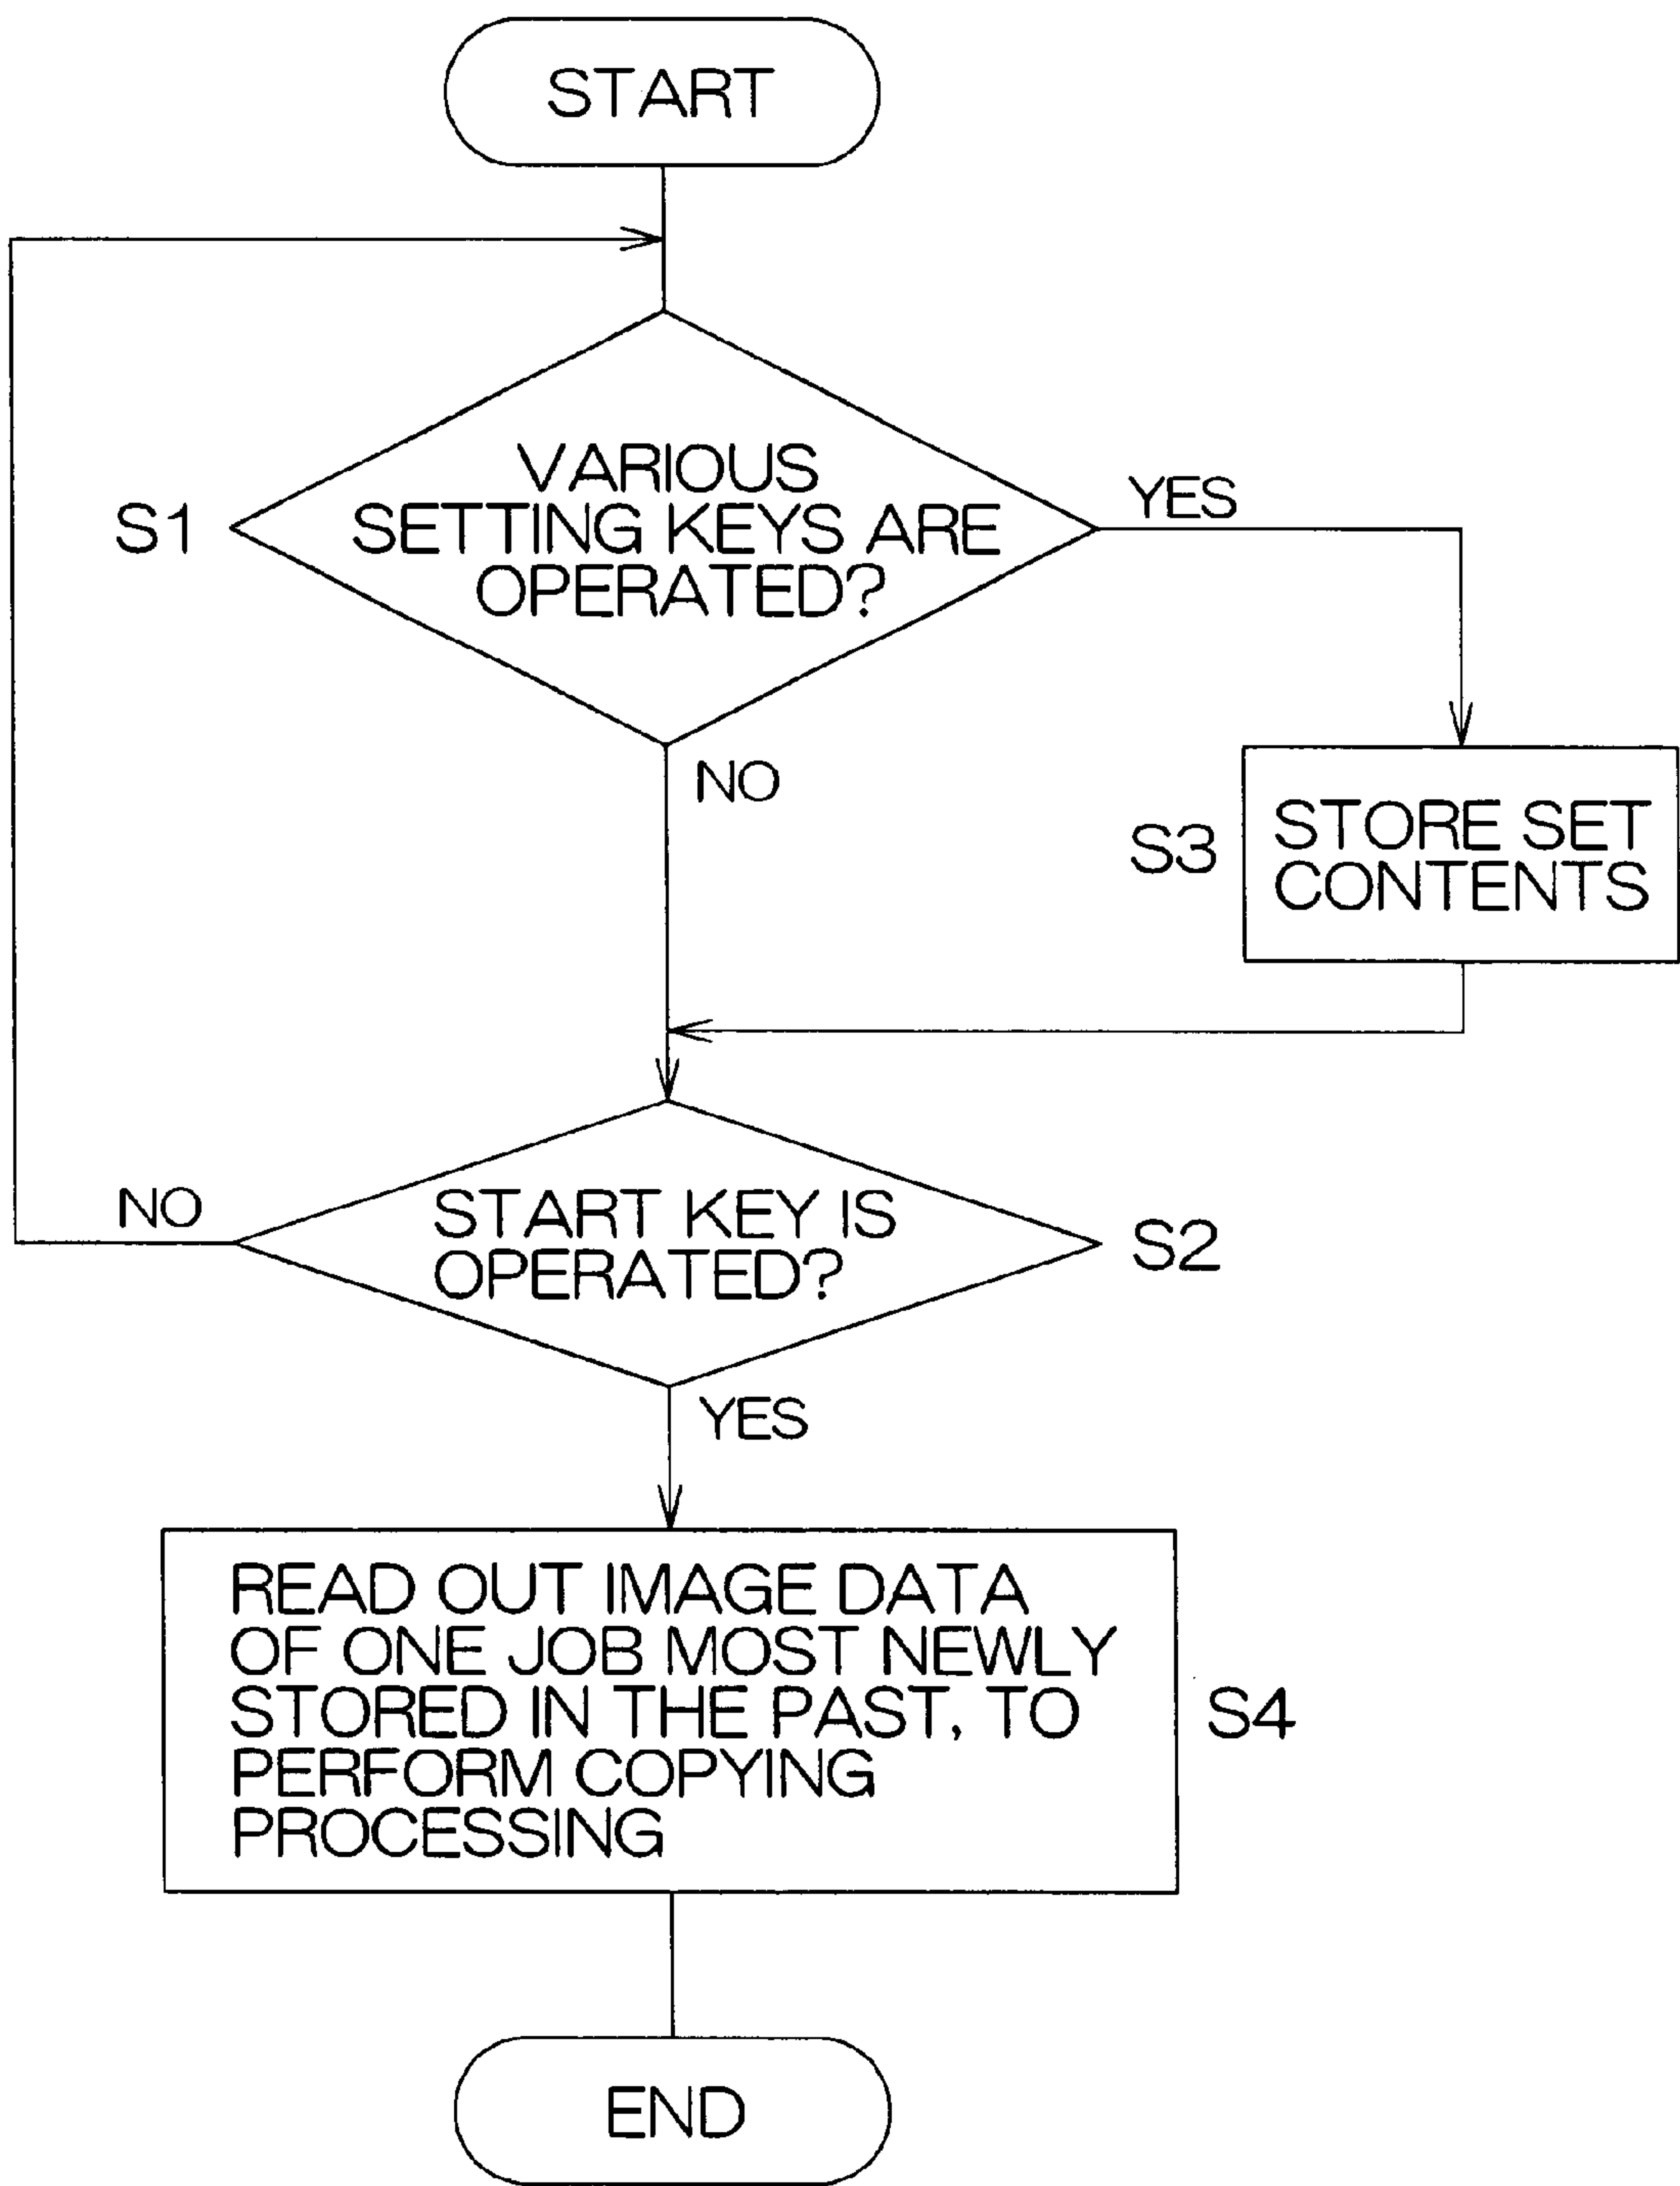 START
VARIOUS
SETTING KEYS ARE
OPERATED?
S1
YES
NO
S3
STORE SET
CONTENTS
NO
START KEY IS
OPERATED?
S2
YES
READ OUT IMAGE DATA
OF ONE JOB MOST NEWLY
STORED IN THE PAST, TO
PERFORM COPYING
PROCESSING
S4
END